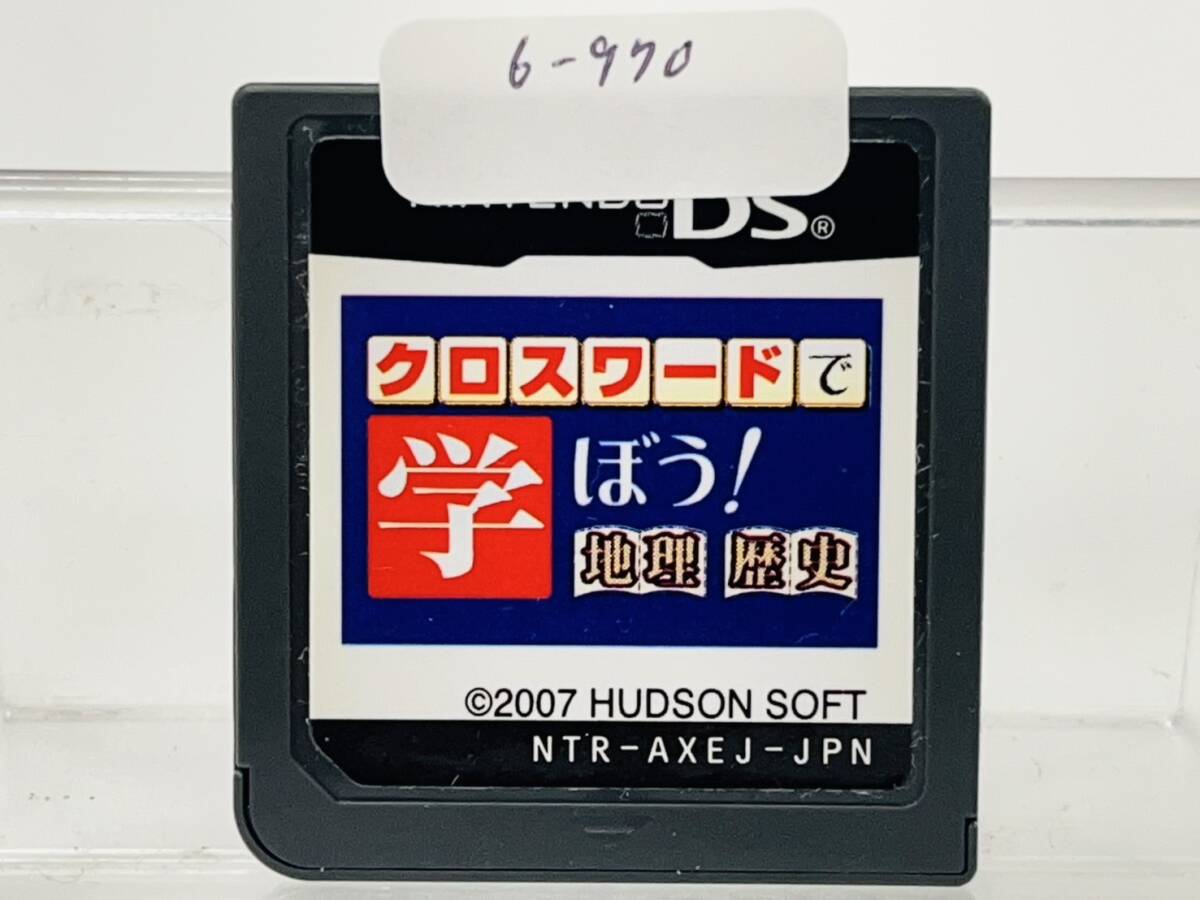 6-970
NINTENDO DS®
クロスワードで
学ぼう!
地理 歴史
©2007 HUDSON SOFT
NTR-AXEJ-JPN